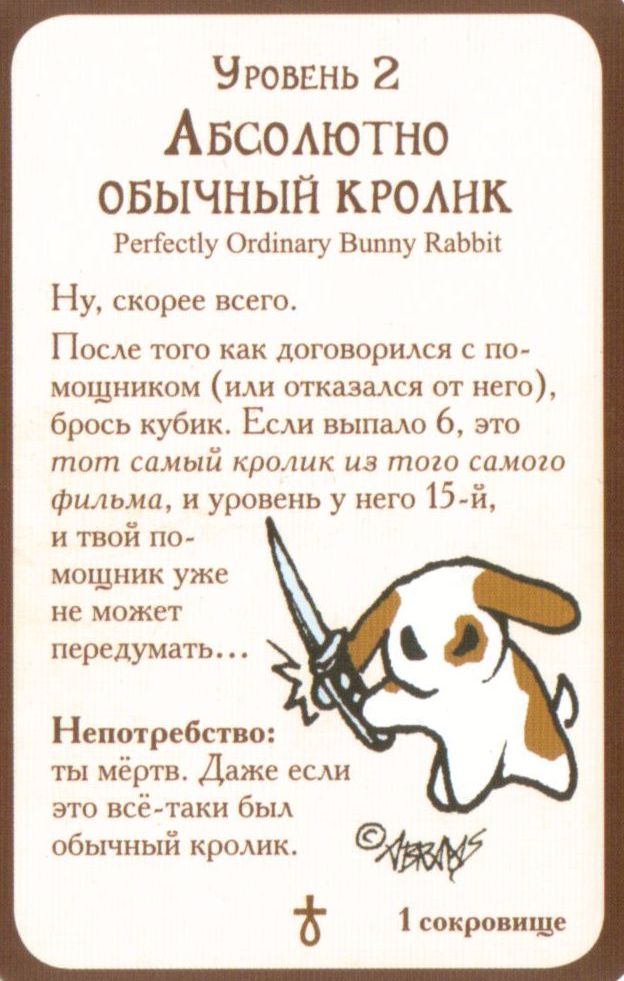 Уровень 2
Абсолютно
обычный кролик
Perfectly Ordinary Bunny Rabbit
Ну, скорее всего.
После того как договорился с по-
мощником (или отказался от него),
брось кубик. Если выпало 6, это
тот самый кролик из того самого
фильма, и уровень у него 15-й,
и твой по-
мощник уже
не может
передумать...
Непотребство:
ты мёртв. Даже если
это всё-таки был
обычный кролик.
©ABRAMS
1 сокровище